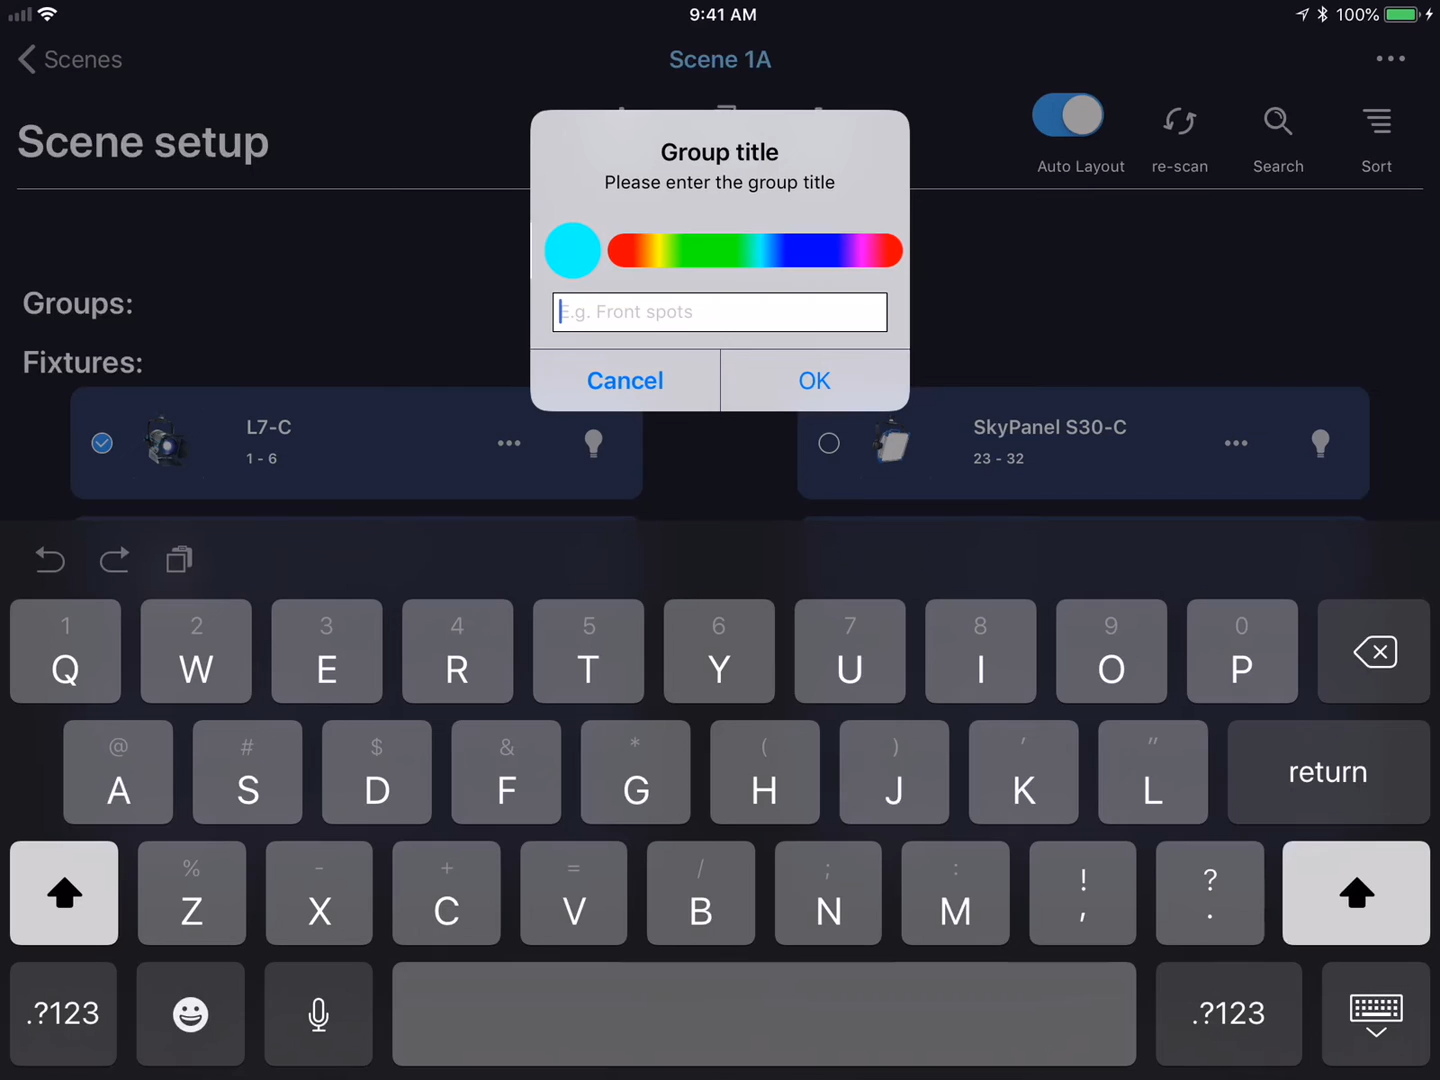 9:41 AM
100%
Scenes
Scene 1A
Scene setup
Auto Layout
re-scan
Search
Sort
Group title
Please enter the group title
E.g. Front spots
Cancel
OK
Groups:
Fixtures:
L7-C
1 - 6
SkyPanel S30-C
23 - 32
1 2 3 4 5 6 7 8 9 0
Q W E R T Y U I O P
@ # $ & * ( ) ' "
A S D F G H J K L return
% - + = / ; : ! ?
Z X C V B N M , .
.?123 .?123